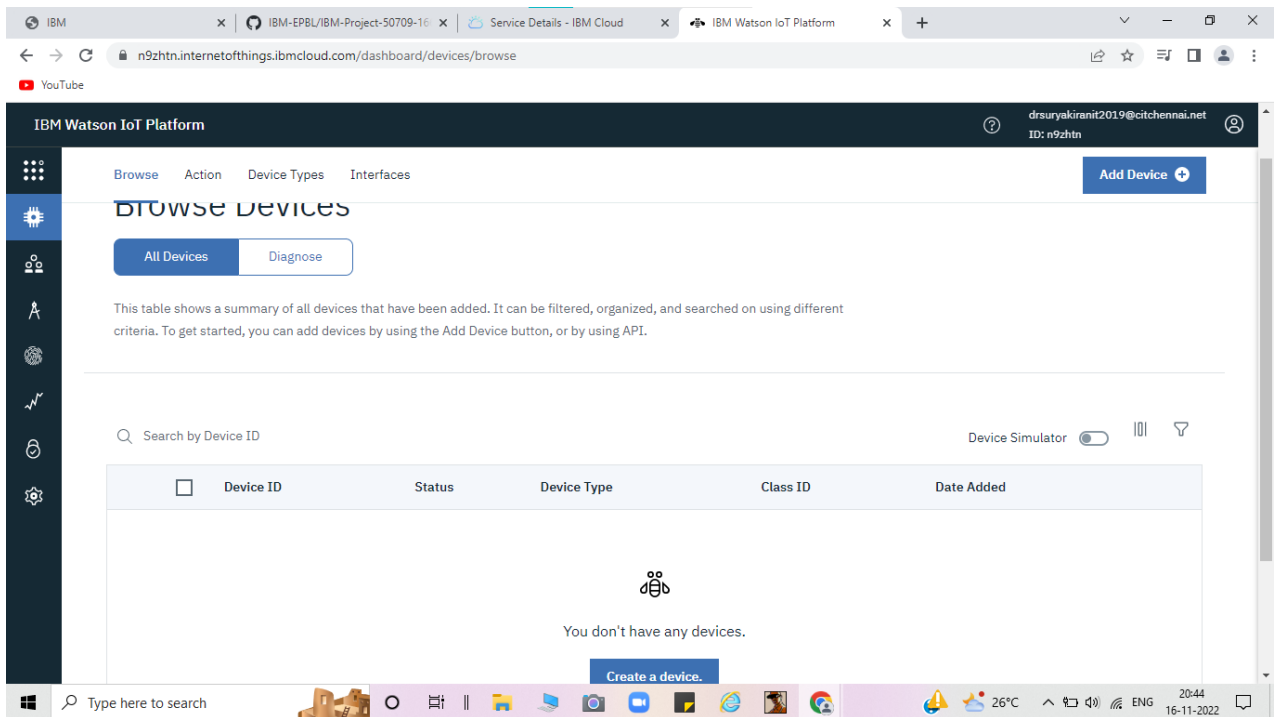 IBM
IBM-EPBL/IBM-Project-50709-16
Service Details - IBM Cloud
IBM Watson IoT Platform
n9zhtn.internetofthings.ibmcloud.com/dashboard/devices/browse
YouTube
IBM Watson IoT Platform
drsuryakiranit2019@citchennai.net
ID: n9zhtn
Browse Action Device Types Interfaces
Add Device
Browse Devices
All Devices Diagnose
This table shows a summary of all devices that have been added. It can be filtered, organized, and searched on using different
criteria. To get started, you can add devices by using the Add Device button, or by using API.
Search by Device ID
Device Simulator
Device ID Status Device Type Class ID Date Added
You don't have any devices.
Create a device.
Type here to search
26°C
ENG
20:44
16-11-2022